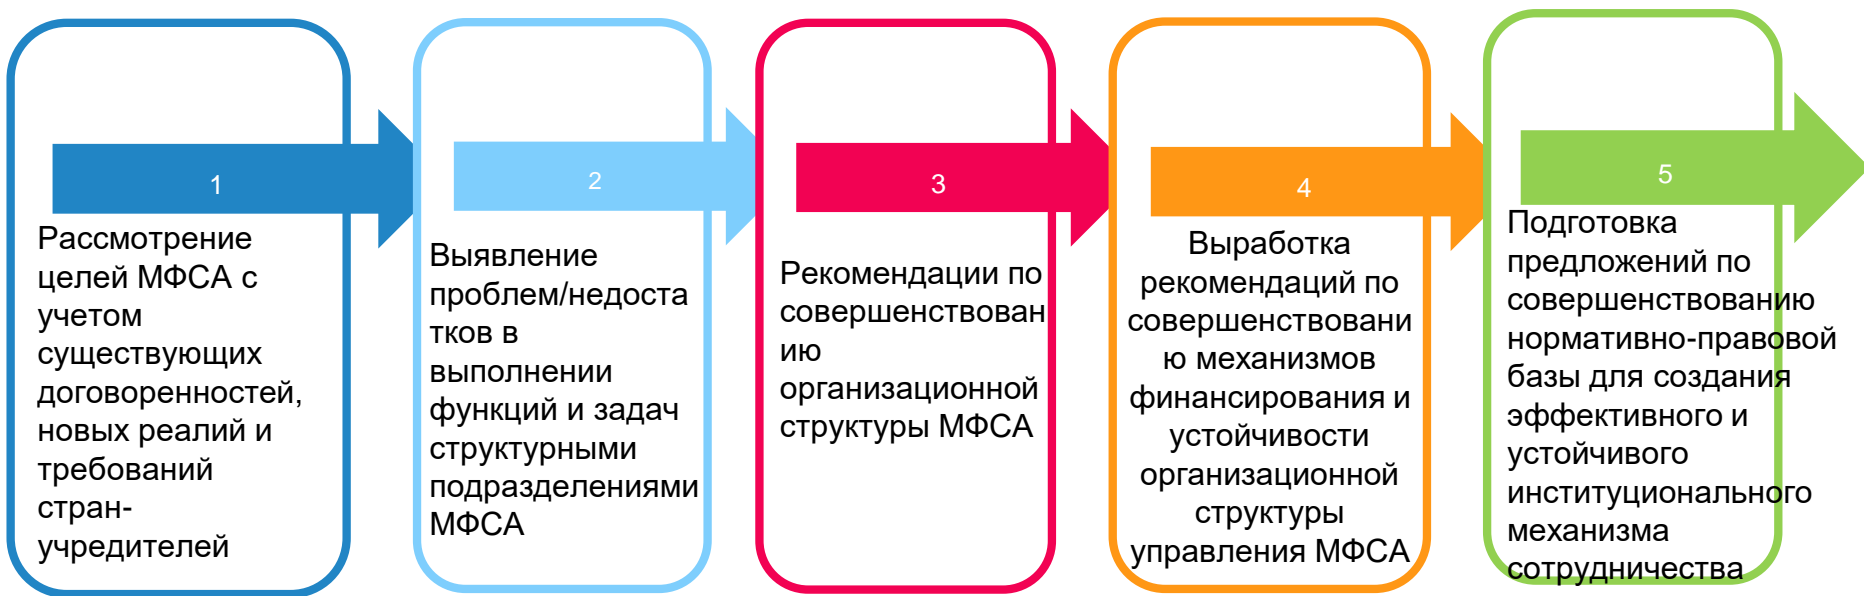 1
Рассмотрение
целей МФСА с
учетом
существующих
договоренностей,
новых реалий и
требований
стран-
учредителей
2
Выявление
проблем/недоста
тков в
выполнении
функций и задач
структурными
подразделениями
МФСА
3
Рекомендации по
совершенствован
ию
организационной
структуры МФСА
4
Выработка
рекомендаций по
совершенствовани
ю механизмов
финансирования и
устойчивости
организационной
структуры
управления МФСА
5
Подготовка
предложений по
совершенствованию
нормативно-правовой
базы для создания
эффективного и
устойчивого
институционального
механизма
сотрудничества